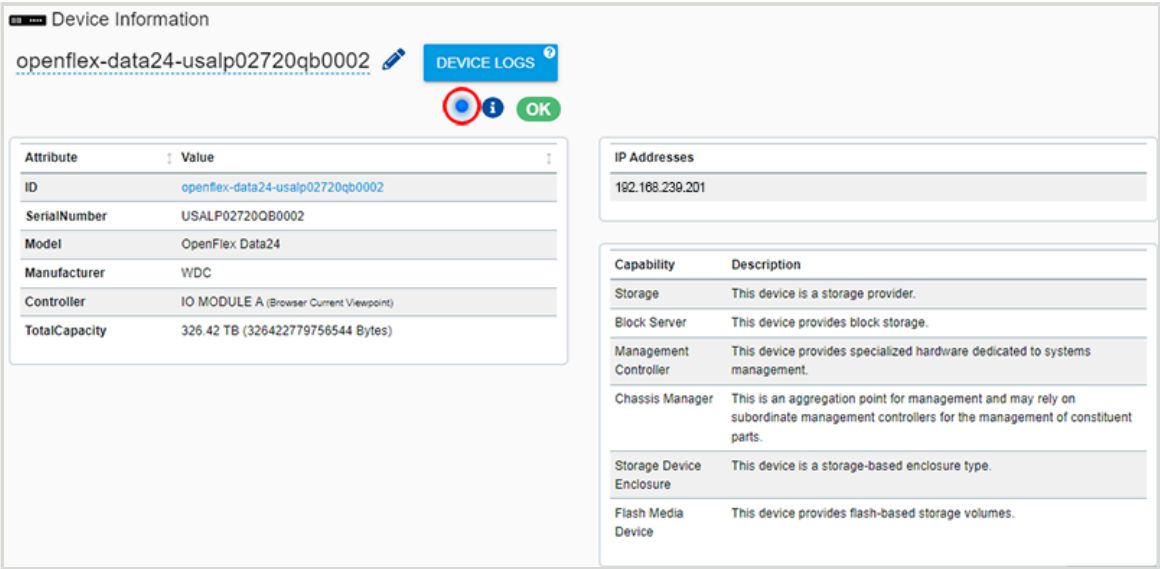 Device Information
openflex-data24-usalp02720qb0002
DEVICE LOGS ?
i OK
Attribute Value
ID openflex-data24-usalp02720qb0002
SerialNumber USALP02720QB0002
Model OpenFlex Data24
Manufacturer WDC
Controller IO MODULE A (Browser Current Viewpoint)
TotalCapacity 326.42 TB (326422779756544 Bytes)
IP Addresses
192.168.239.201
Capability Description
Storage This device is a storage provider.
Block Server This device provides block storage.
Management This device provides specialized hardware dedicated to systems
Controller management.
Chassis Manager This is an aggregation point for management and may rely on
subordinate management controllers for the management of constituent
parts.
Storage Device This device is a storage-based enclosure type.
Enclosure
Flash Media This device provides flash-based storage volumes.
Device